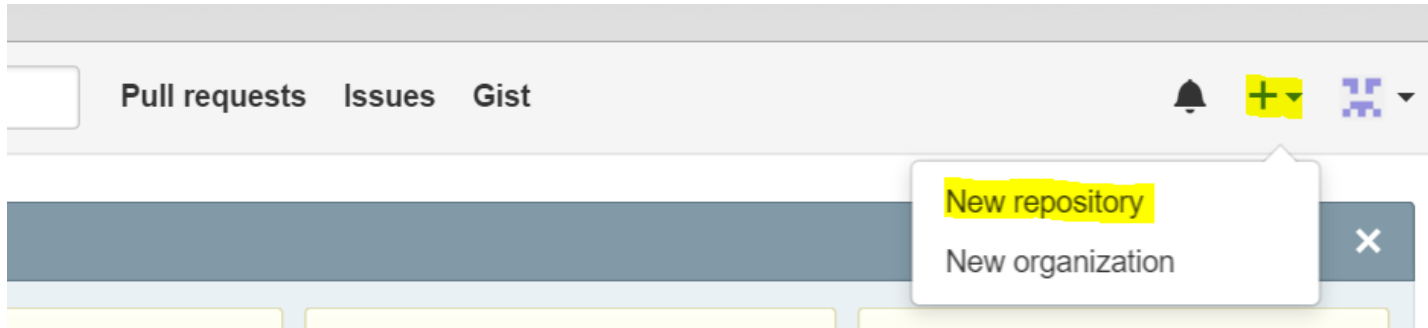 Pull requests Issues Gist
New repository
New organization